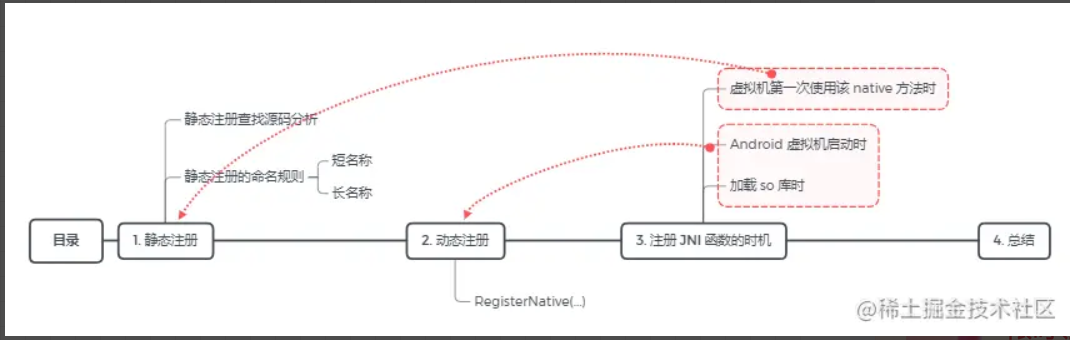 虚拟机第一次使用该 native 方法时
静态注册查找源码分析
Android 虚拟机启动时
短名称
静态注册的命名规则
加载 so 库时
长名称
目录
1. 静态注册
2. 动态注册
3. 注册 JNI 函数的时机
4. 总结
RegisterNative(...)
@稀土掘金技术社区